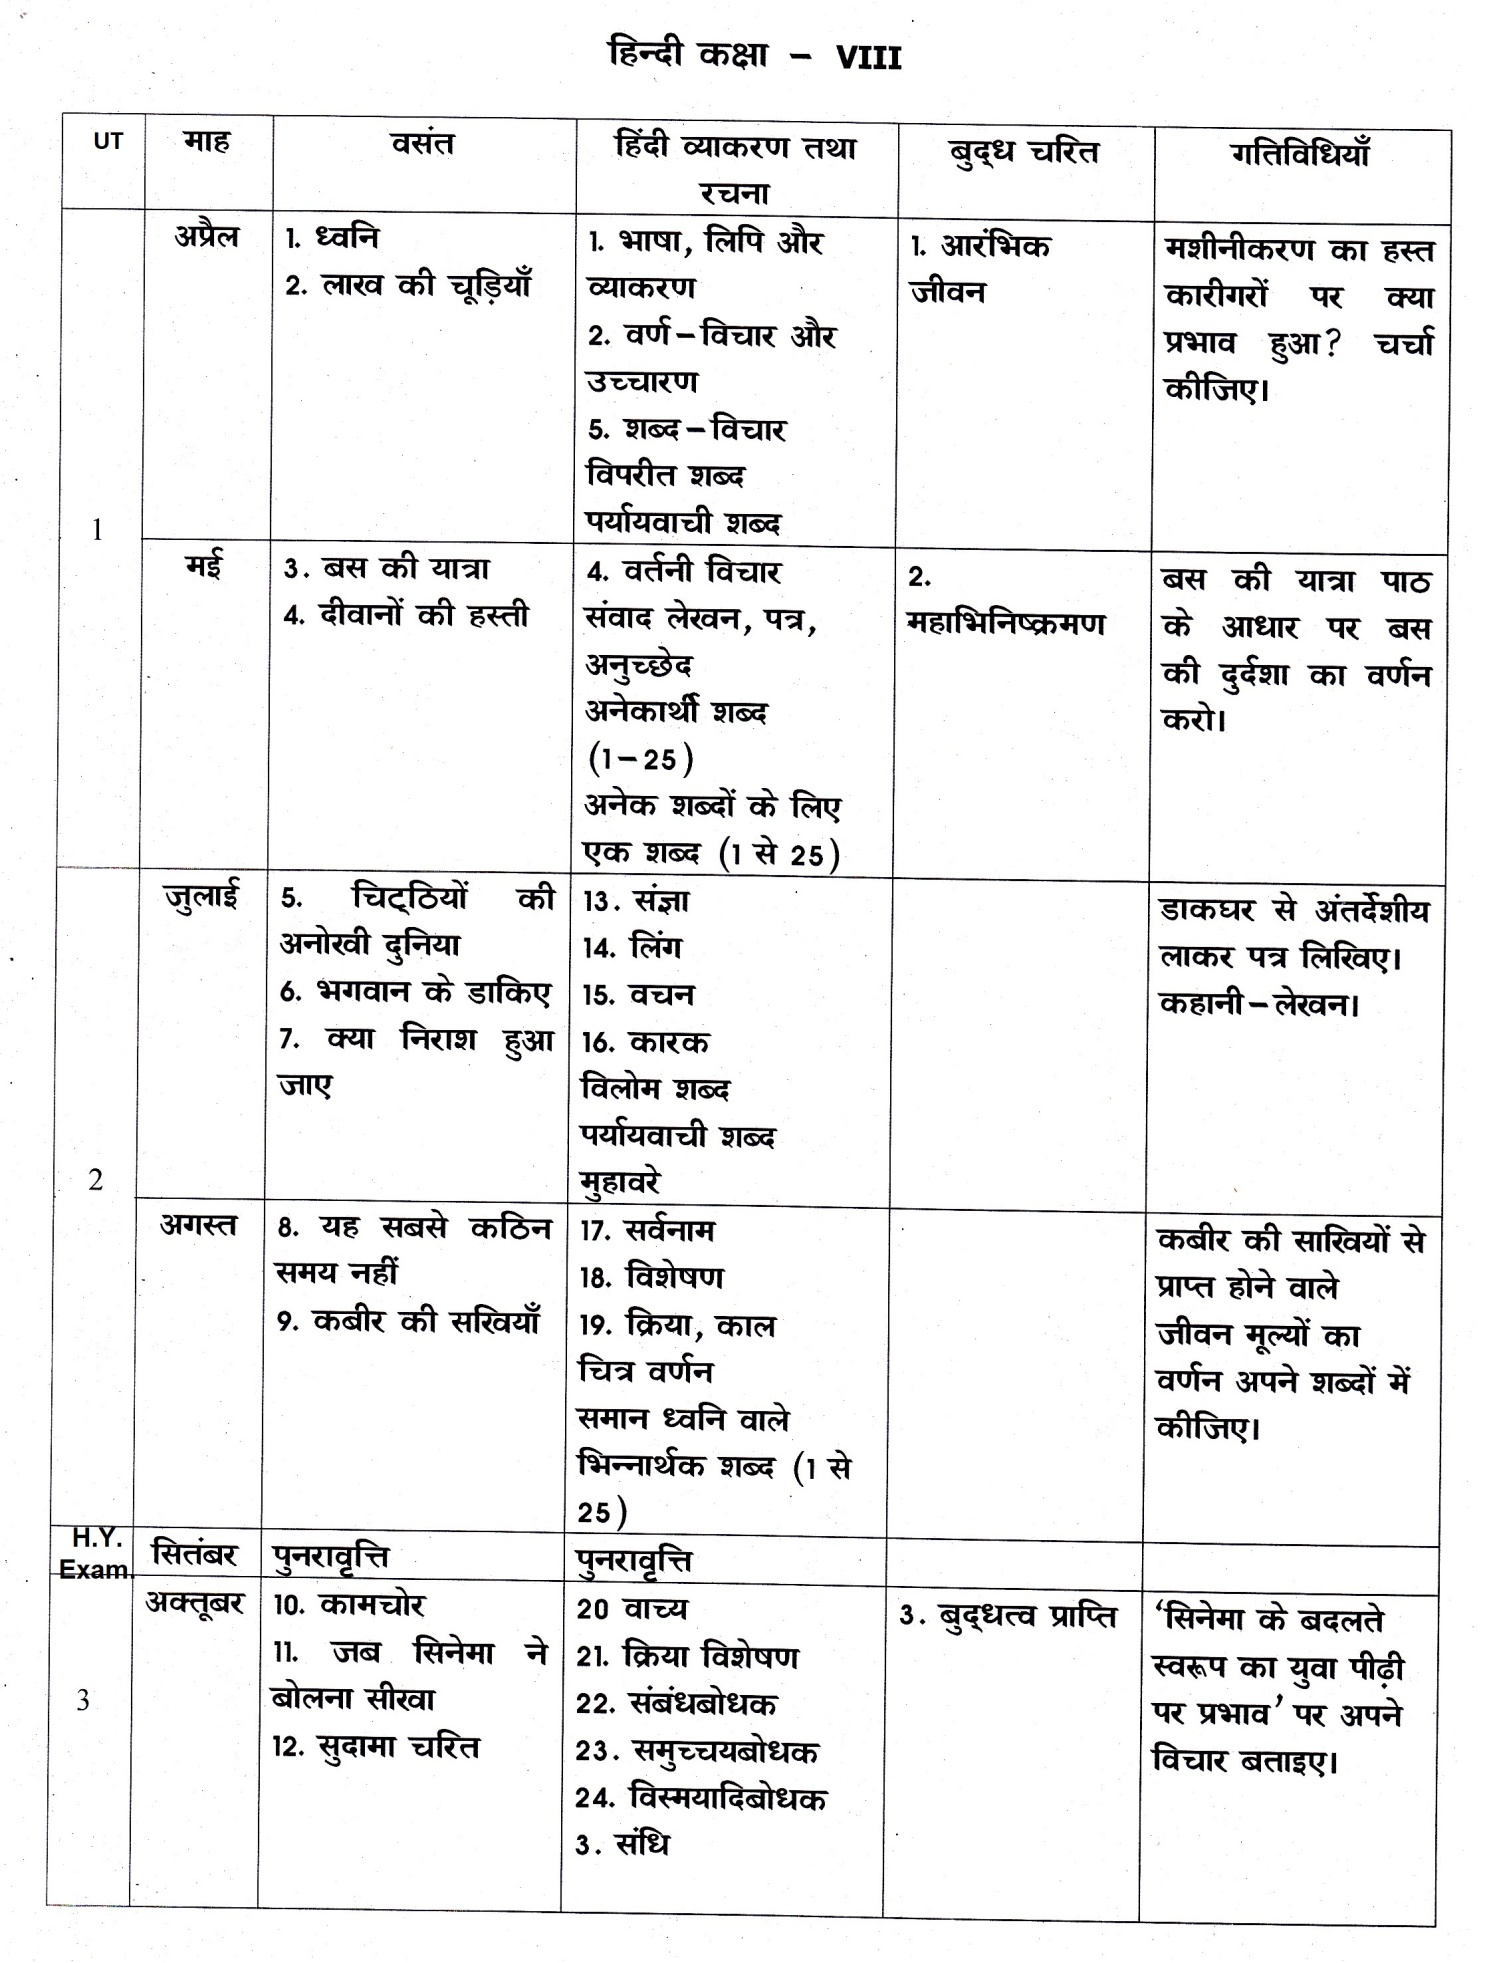 हिन्दी कक्षा – VIII
UT
माह
वसंत
हिंदी व्याकरण तथा
रचना
बुद्ध चरित
गतिविधियाँ
1
अप्रैल
1. ध्वनि
2. लाख की चूड़ियाँ
1. भाषा, लिपि और
व्याकरण
2. वर्ण–विचार और
उच्चारण
5. शब्द–विचार
विपरीत शब्द
पर्यायवाची शब्द
1. आरंभिक
जीवन
मशीनीकरण का हस्त
कारीगरों पर क्या
प्रभाव हुआ? चर्चा
कीजिए।
मई
3. बस की यात्रा
4. दीवानों की हस्ती
4. वर्तनी विचार
संवाद लेखन, पत्र,
अनुच्छेद
अनेकार्थी शब्द
(1–25)
अनेक शब्दों के लिए
एक शब्द (1 से 25)
2.
महाभिनिष्क्रमण
बस की यात्रा पाठ
के आधार पर बस
की दुर्दशा का वर्णन
करो।
2
जुलाई
5. चिट्ठियों की
अनोखी दुनिया
6. भगवान के डाकिए
7. क्या निराश हुआ
जाए
13. संज्ञा
14. लिंग
15. वचन
16. कारक
विलोम शब्द
पर्यायवाची शब्द
मुहावरे
डाकघर से अंतर्देशीय
लाकर पत्र लिखिए।
कहानी–लेखन।
अगस्त
8. यह सबसे कठिन
समय नहीं
9. कबीर की सखियाँ
17. सर्वनाम
18. विशेषण
19. क्रिया, काल
चित्र वर्णन
समान ध्वनि वाले
भिन्नार्थक शब्द (1 से
25)
कबीर की साखियों से
प्राप्त होने वाले
जीवन मूल्यों का
वर्णन अपने शब्दों में
कीजिए।
H.Y.
Exam.
सितंबर
पुनरावृत्ति
पुनरावृत्ति
3
अक्तूबर
10. कामचोर
11. जब सिनेमा ने
बोलना सीखा
12. सुदामा चरित
20 वाच्य
21. क्रिया विशेषण
22. संबंधबोधक
23. समुच्चयबोधक
24. विस्मयादिबोधक
3. संधि
3. बुद्धत्व प्राप्ति
‘सिनेमा के बदलते
स्वरूप का युवा पीढ़ी
पर प्रभाव’ पर अपने
विचार बताइए।